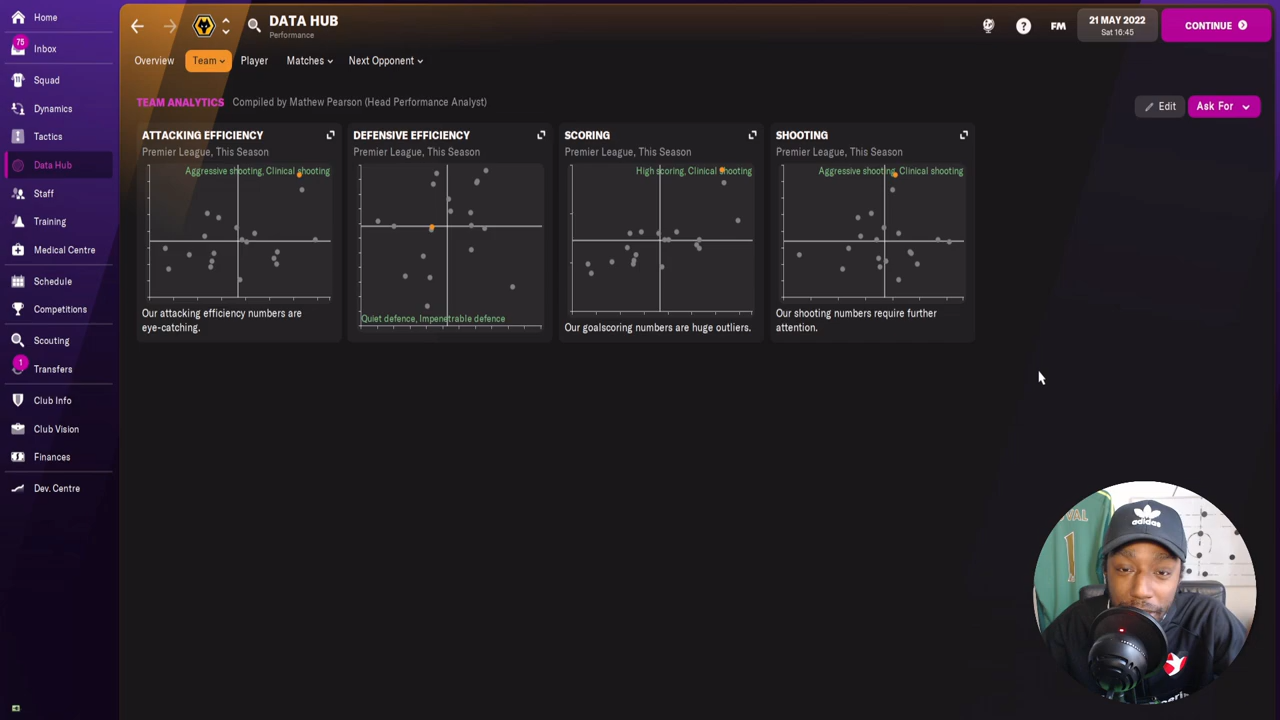 Home
75
Inbox
Squad
Dynamics
Tactics
Data Hub
Staff
Training
Medical Centre
Schedule
Competitions
Scouting
1
Transfers
Club Info
Club Vision
Finances
Dev. Centre
DATA HUB
Performance
FM
21 MAY 2022
Sat 16:45
CONTINUE
Overview
Team
Player
Matches
Next Opponent
TEAM ANALYTICS Compiled by Mathew Pearson (Head Performance Analyst)
Edit
Ask For
ATTACKING EFFICIENCY
Premier League, This Season
Aggressive shooting, Clinical shooting
Our attacking efficiency numbers are
eye-catching.
DEFENSIVE EFFICIENCY
Premier League, This Season
Quiet defence, Impenetrable defence
SCORING
Premier League, This Season
High scoring, Clinical shooting
Our goalscoring numbers are huge outliers.
SHOOTING
Premier League, This Season
Aggressive shooting, Clinical shooting
Our shooting numbers require further
attention.
adidas
1